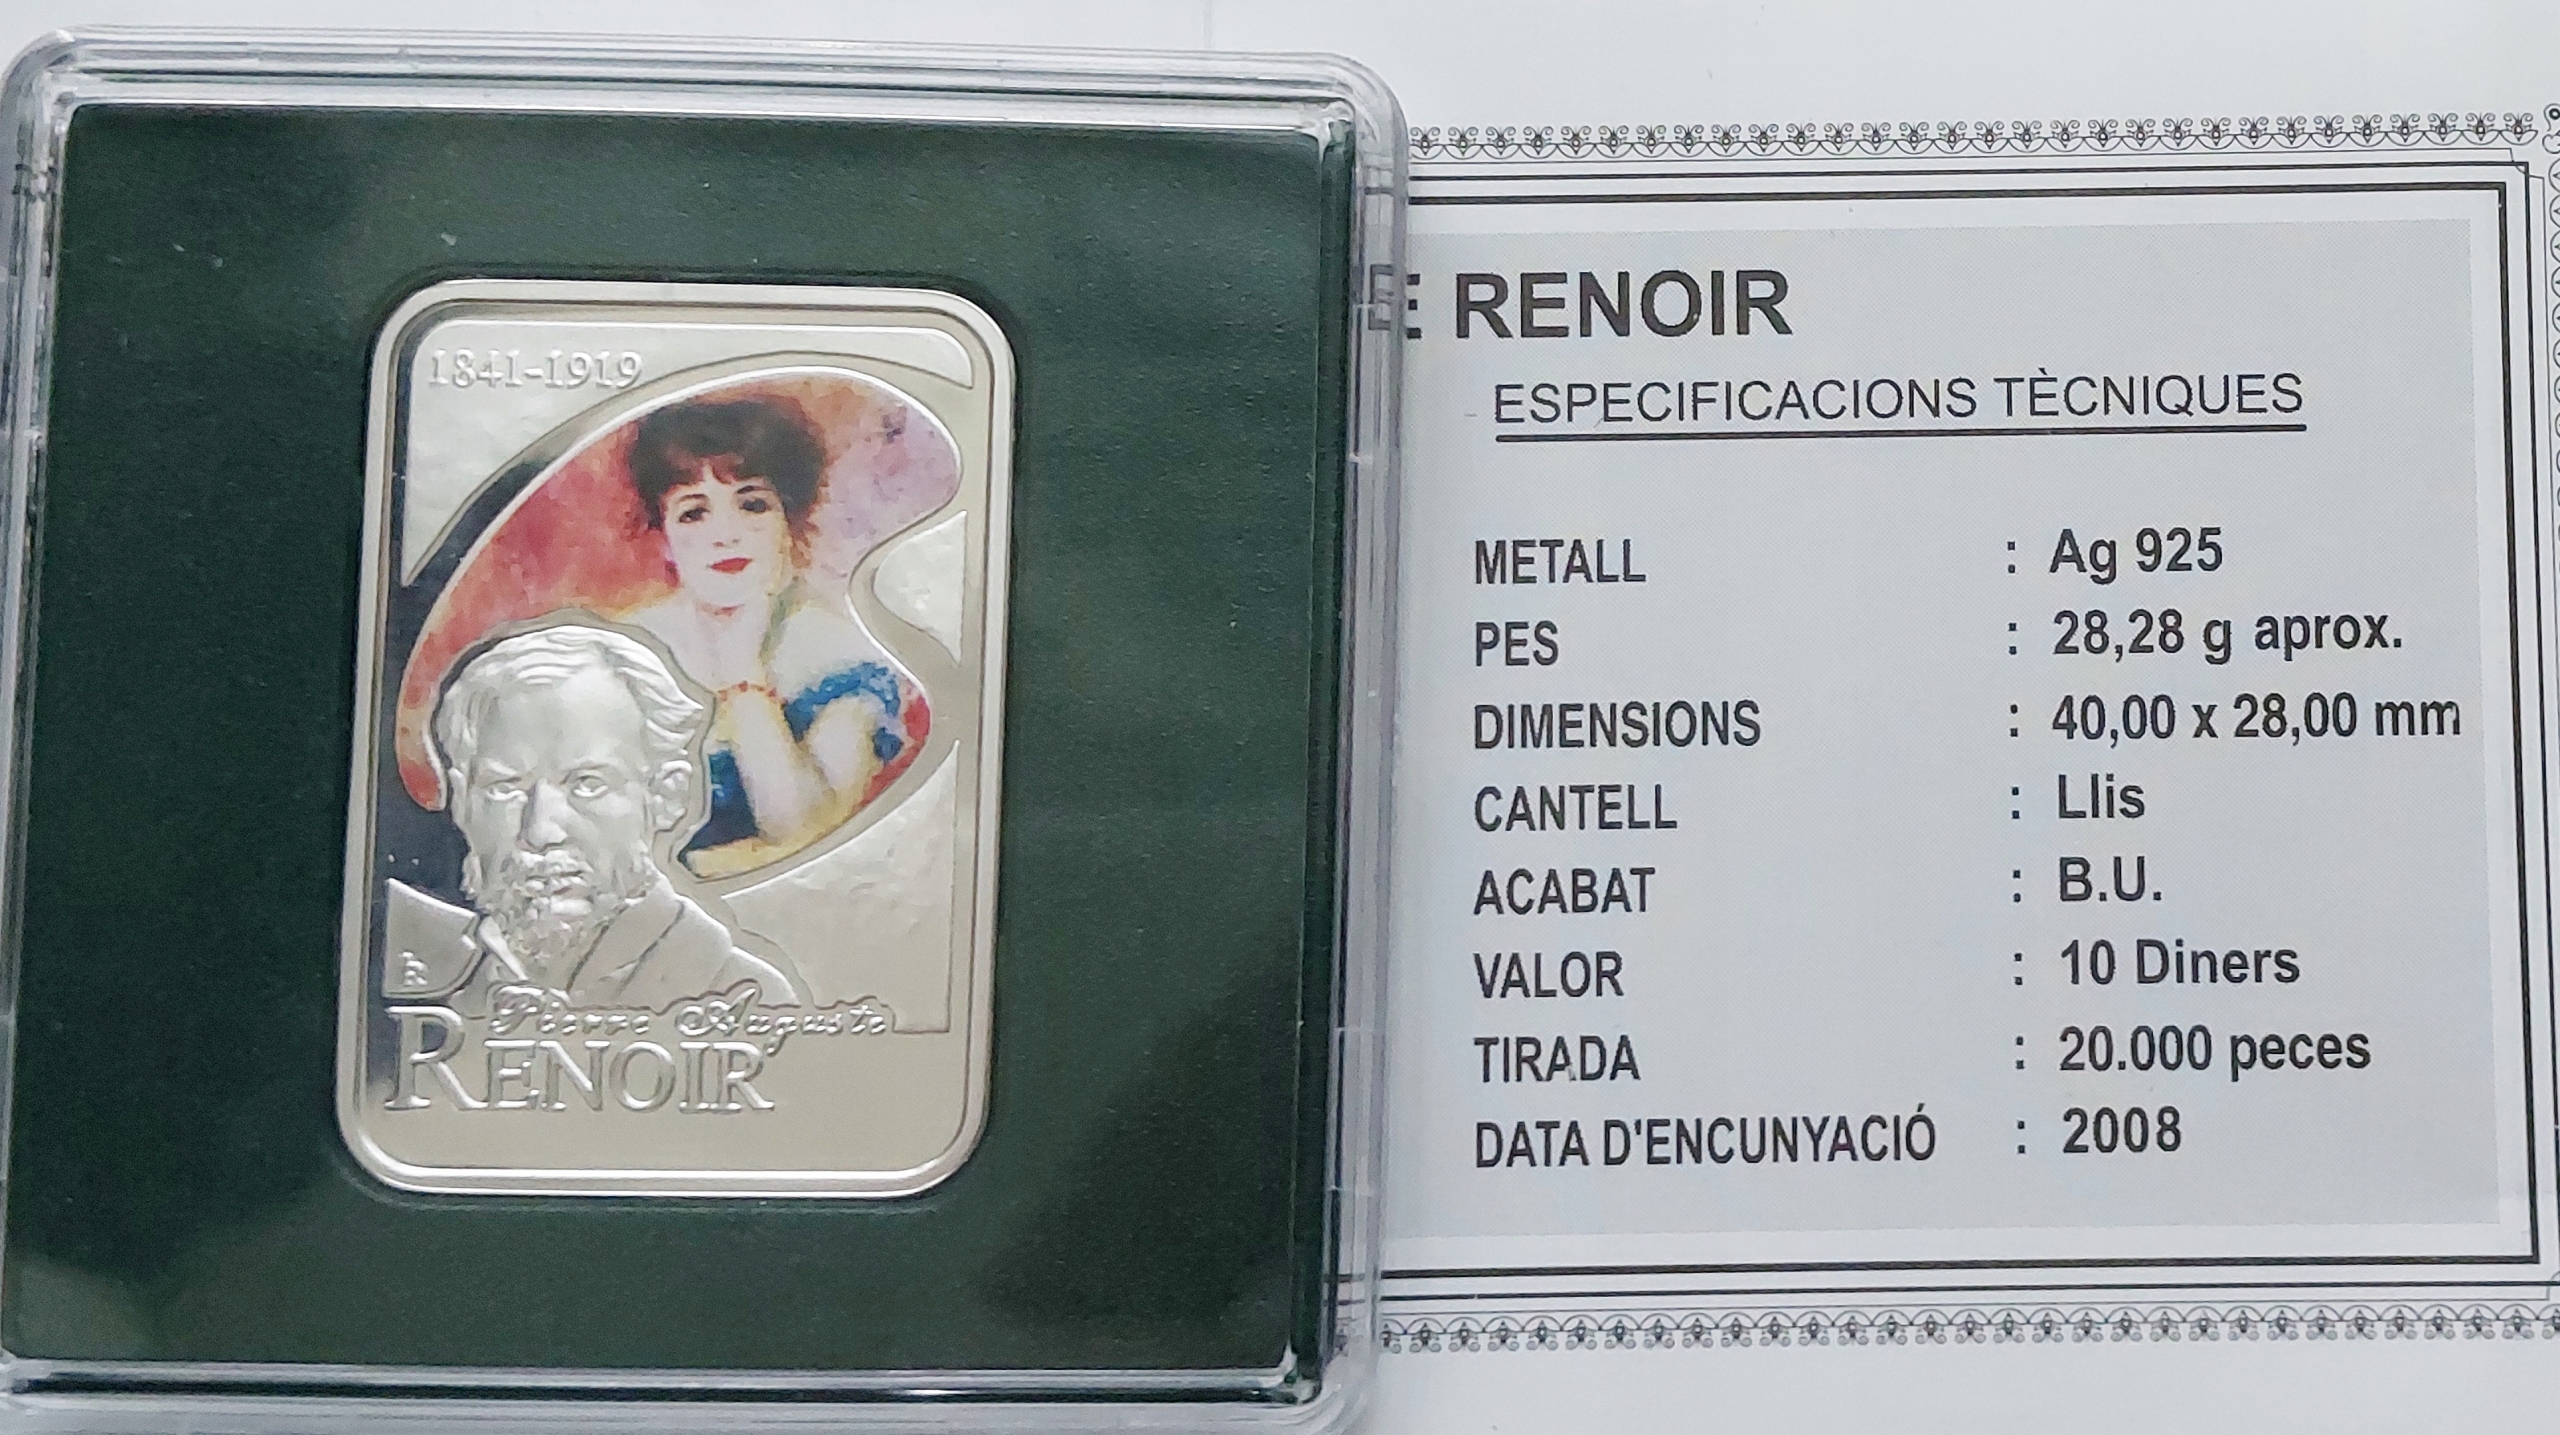 1841-1919
Pierre Auguste
RENOIR
E RENOIR
ESPECIFICACIONS TÈCNIQUES
METALL : Ag 925
PES : 28,28 g aprox.
DIMENSIONS : 40,00 x 28,00 mm
CANTELL : Llis
ACABAT : B.U.
VALOR : 10 Diners
TIRADA : 20.000 peces
DATA D'ENCUNYACIÓ : 2008